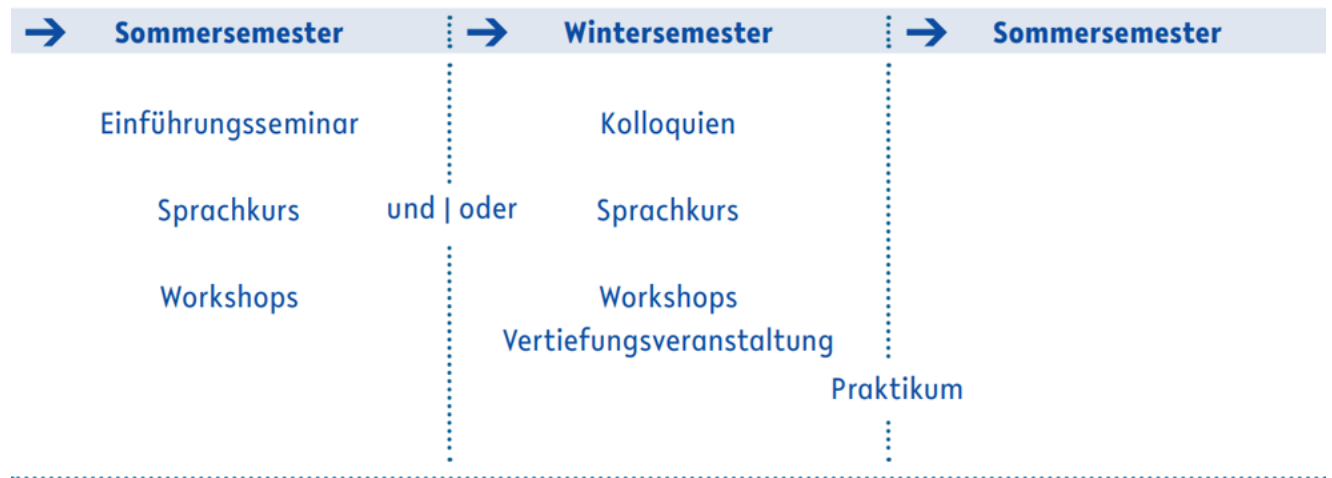 → Sommersemester → Wintersemester → Sommersemester
Einführungsseminar Kolloquien
Sprachkurs und | oder Sprachkurs
Workshops Workshops
Vertiefungsveranstaltung
Praktikum